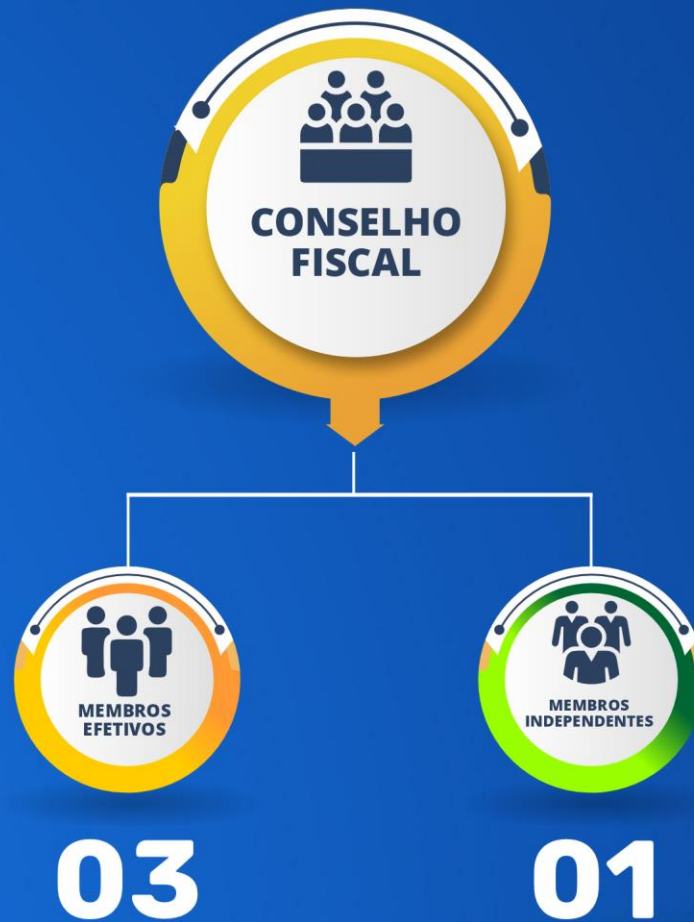 CONSELHO
FISCAL
MEMBROS
EFETIVOS
MEMBROS
INDEPENDENTES
03
01